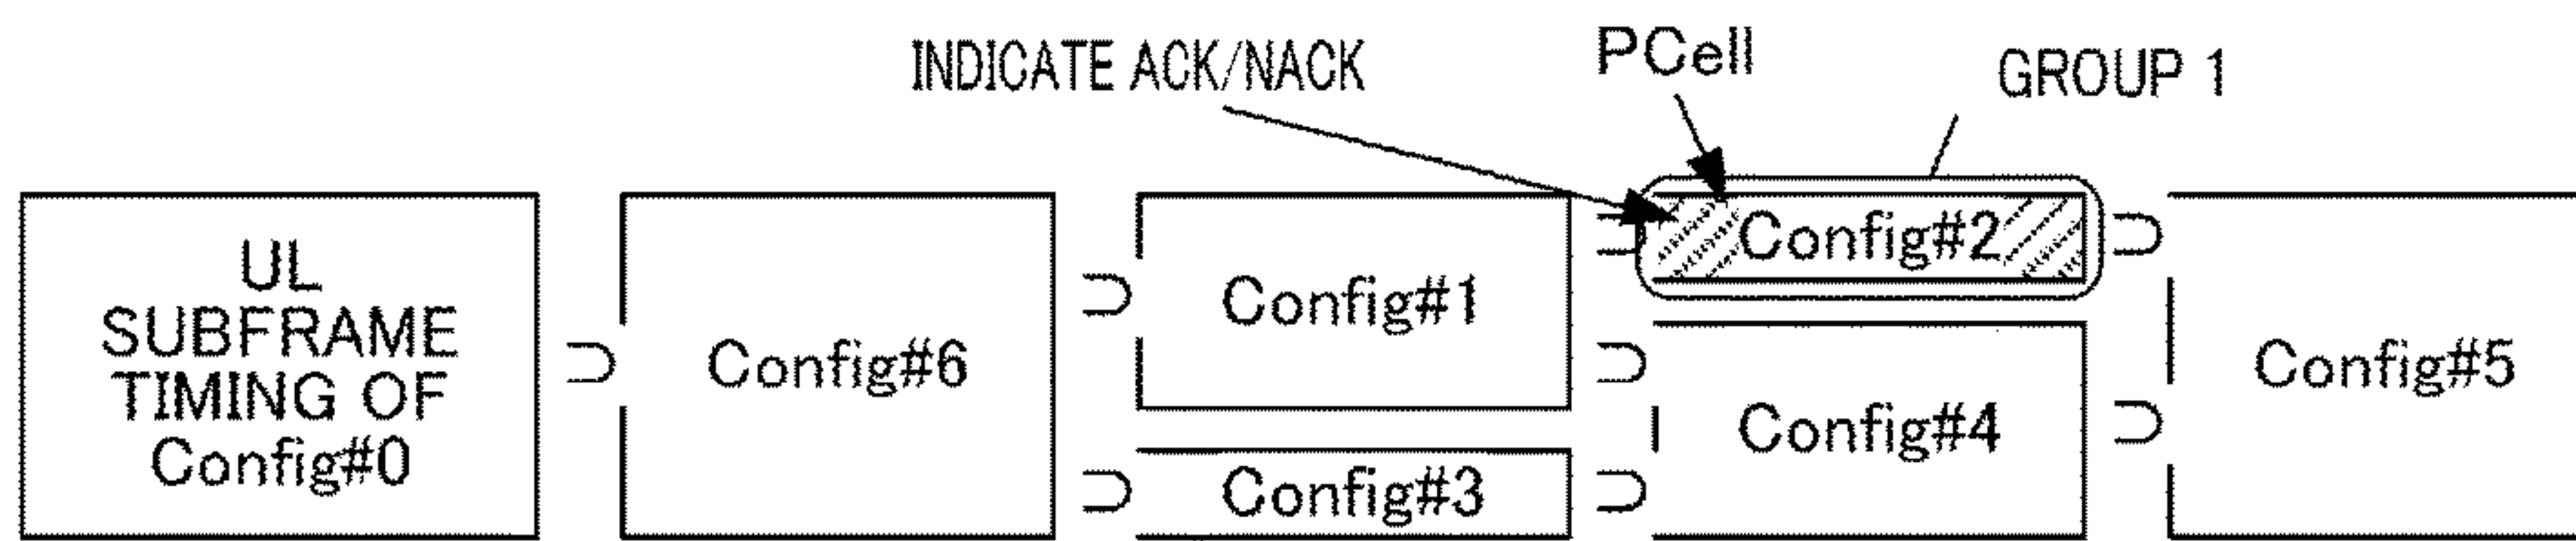 INDICATE ACK/NACK
PCell
GROUP 1
UL
SUBFRAME
TIMING OF
Config#0
⊃
Config#6
⊃
⊃
Config#1
Config#3
⊃
⊃
⊃
Config#2
Config#4
⊃
⊃
Config#5